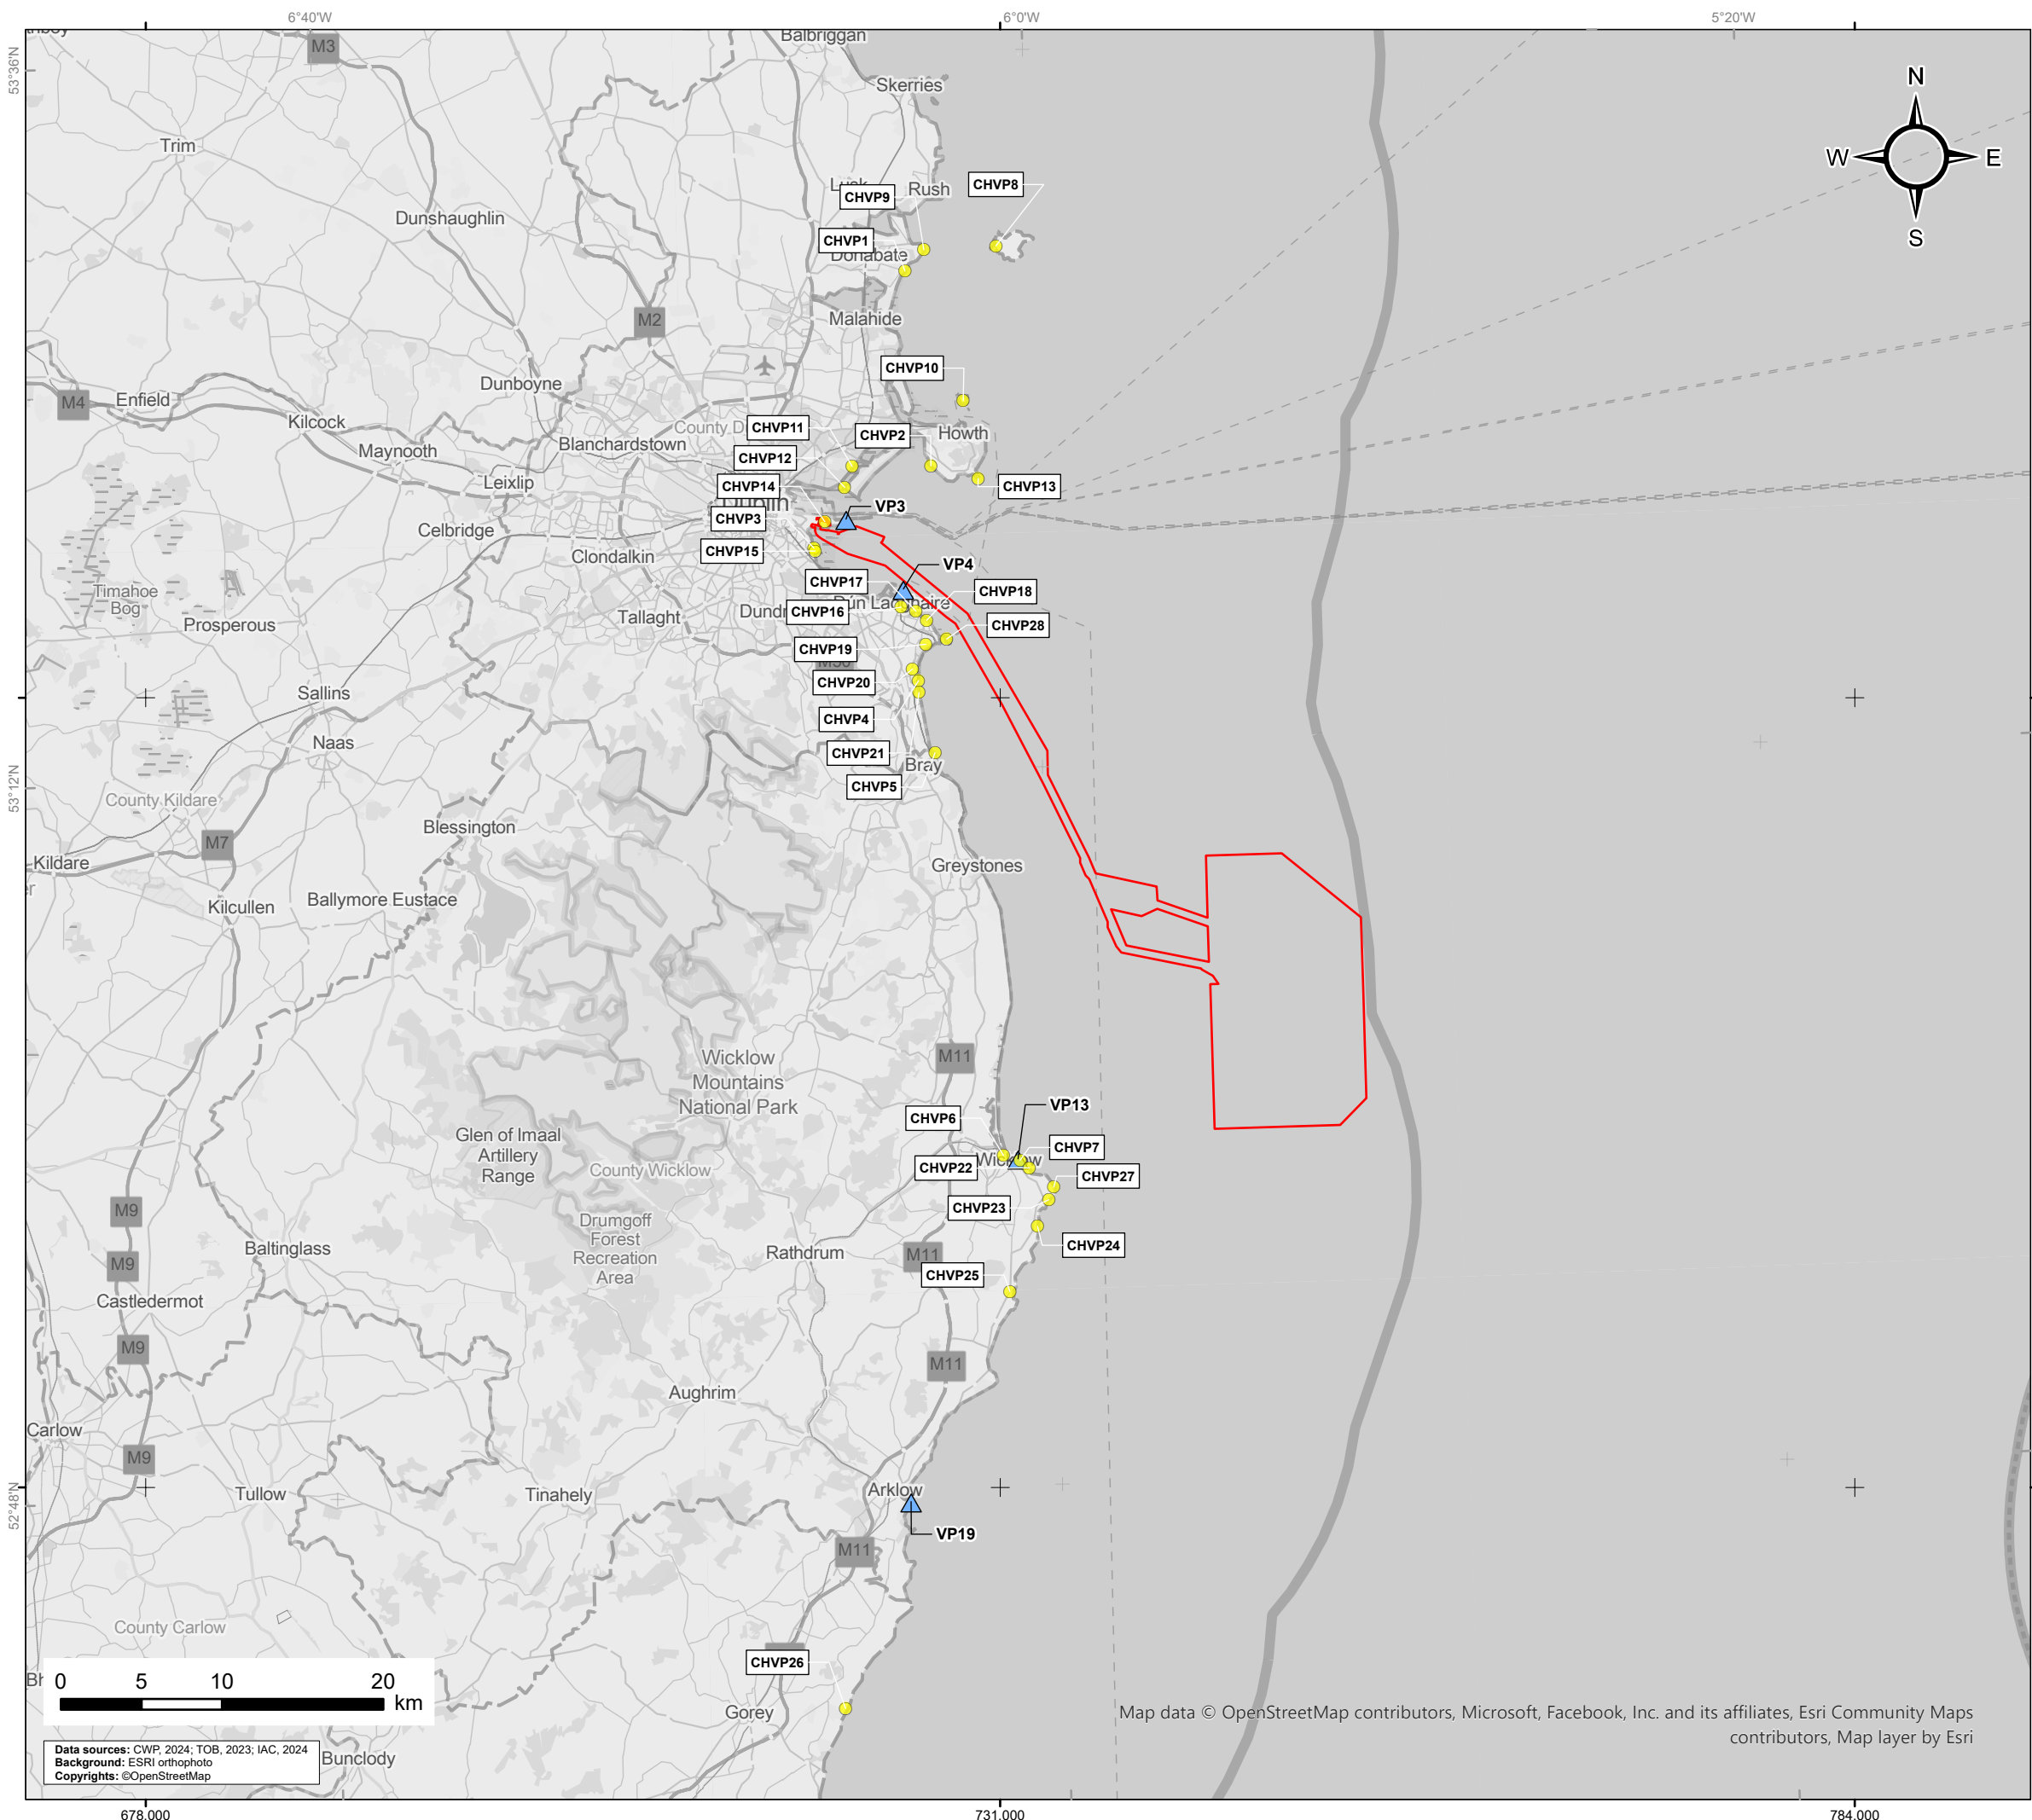 6°40'W
6°0'W
5°20'W
53°36'N
53°12'N
52°48'N
M3
Balbriggan
Skerries
N
W
E
S
Trim
Lusk
Rush
CHVP8
CHVP9
Dunshaughlin
CHVP1
Donabate
M2
Malahide
CHVP10
Dunboyne
M4
Enfield
Kilcock
CHVP11
County D
CHVP2
Howth
Blanchardstown
Maynooth
CHVP12
Leixlip
CHVP14
CHVP13
Dublin
VP3
CHVP3
Celbridge
CHVP15
Clondalkin
VP4
CHVP17
CHVP18
Timahoe
Bog
Dún Laoghaire
Dundr
CHVP16
Tallaght
Prosperous
CHVP28
CHVP19
M50
CHVP20
Sallins
CHVP4
Naas
CHVP21
Bray
CHVP5
County Kildare
Blessington
M7
Kildare
Greystones
Ballymore Eustace
Kilcullen
M11
Wicklow
Mountains
National Park
VP13
CHVP6
Glen of Imaal
Artillery
Range
CHVP7
Wicklow
CHVP22
County Wicklow
CHVP27
M9
CHVP23
Drumgoff
Forest
Recreation
Area
CHVP24
Baltinglass
Rathdrum
M11
M9
CHVP25
Castledermot
M9
M11
Aughrim
Carlow
M9
Arklow
Tullow
Tinahely
VP19
M11
County Carlow
CHVP26
0
5
10
20
km
Gorey
Map data © OpenStreetMap contributors, Microsoft, Facebook, Inc. and its affiliates, Esri Community Maps
contributors, Map layer by Esri
Data sources: CWP, 2024; TOB, 2023; IAC, 2024
Background: ESRI orthophoto
Copyrights: ©OpenStreetMap
Bunclody
678,000
731,000
784,000